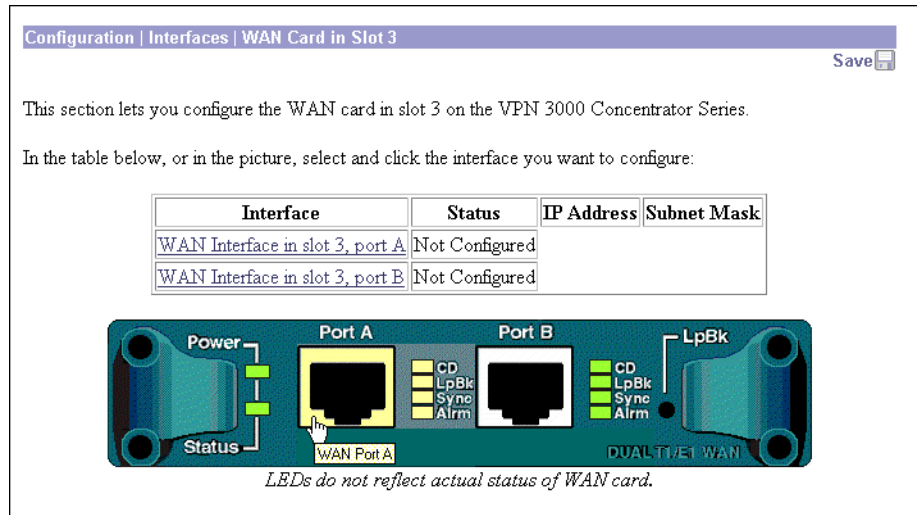 Configuration | Interfaces | WAN Card in Slot 3
Save
This section lets you configure the WAN card in slot 3 on the VPN 3000 Concentrator Series.
In the table below, or in the picture, select and click the interface you want to configure:
Interface Status IP Address Subnet Mask
WAN Interface in slot 3, port A Not Configured
WAN Interface in slot 3, port B Not Configured
Power Port A Port B LpBk
CD CD
LpBk LpBk
Sync Sync
Alrm Alrm
Status WAN Port A DUAL T1/E1 WAN
LEDs do not reflect actual status of WAN card.